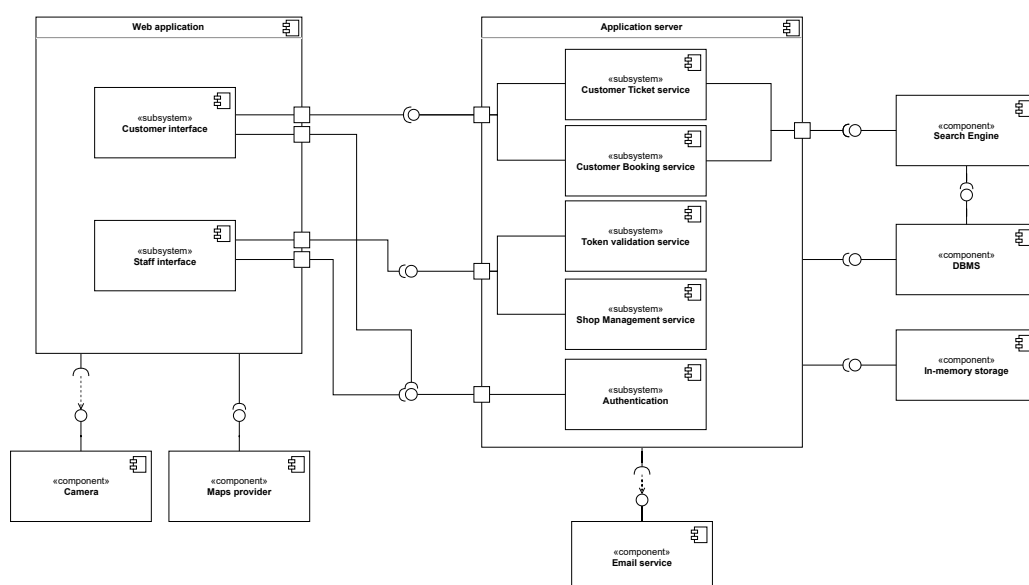 Web application
Application server
«subsystem»
Customer interface
«subsystem»
Staff interface
«subsystem»
Customer Ticket service
«subsystem»
Customer Booking service
«subsystem»
Token validation service
«subsystem»
Shop Management service
«subsystem»
Authentication
«component»
Search Engine
«component»
DBMS
«component»
In-memory storage
«component»
Camera
«component»
Maps provider
«component»
Email service